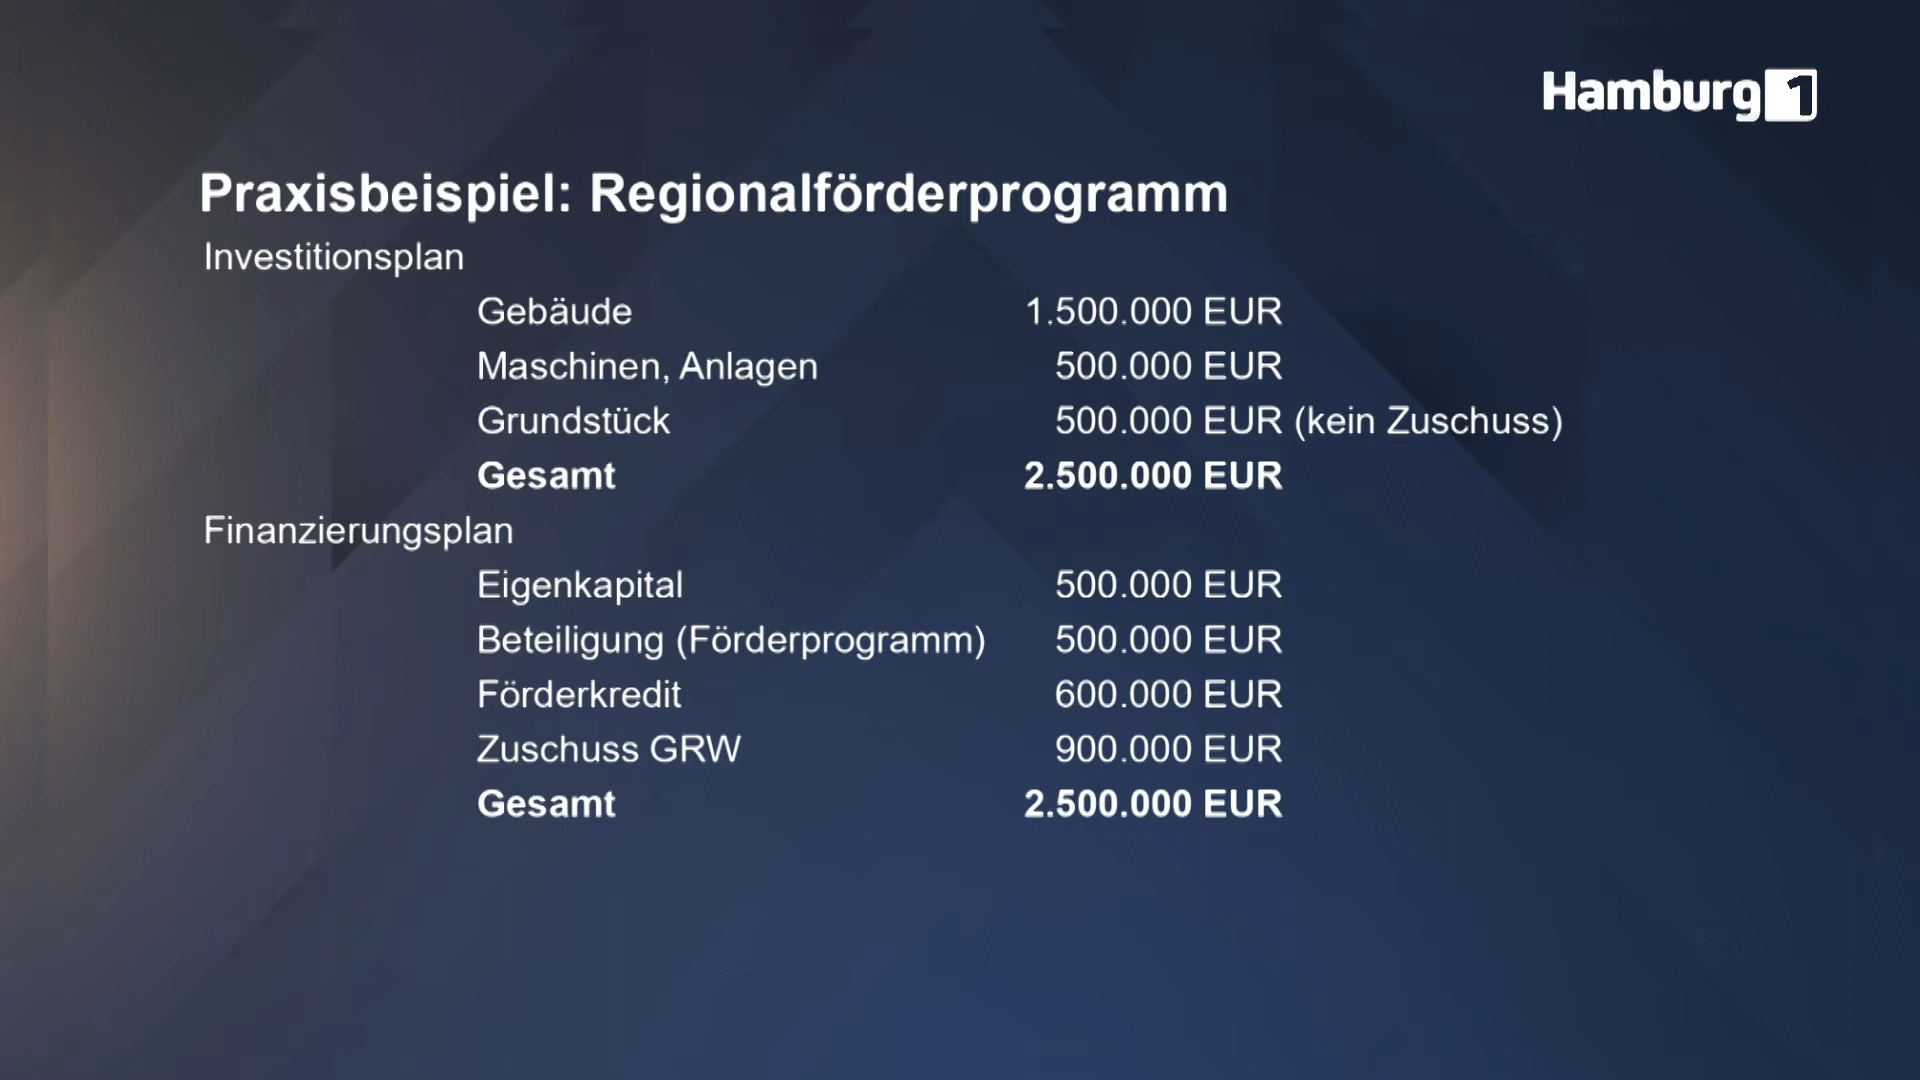 Hamburg 1
Praxisbeispiel: Regionalförderprogramm
Investitionsplan
Gebäude 1.500.000 EUR
Maschinen, Anlagen 500.000 EUR
Grundstück 500.000 EUR (kein Zuschuss)
Gesamt 2.500.000 EUR
Finanzierungsplan
Eigenkapital 500.000 EUR
Beteiligung (Förderprogramm) 500.000 EUR
Förderkredit 600.000 EUR
Zuschuss GRW 900.000 EUR
Gesamt 2.500.000 EUR